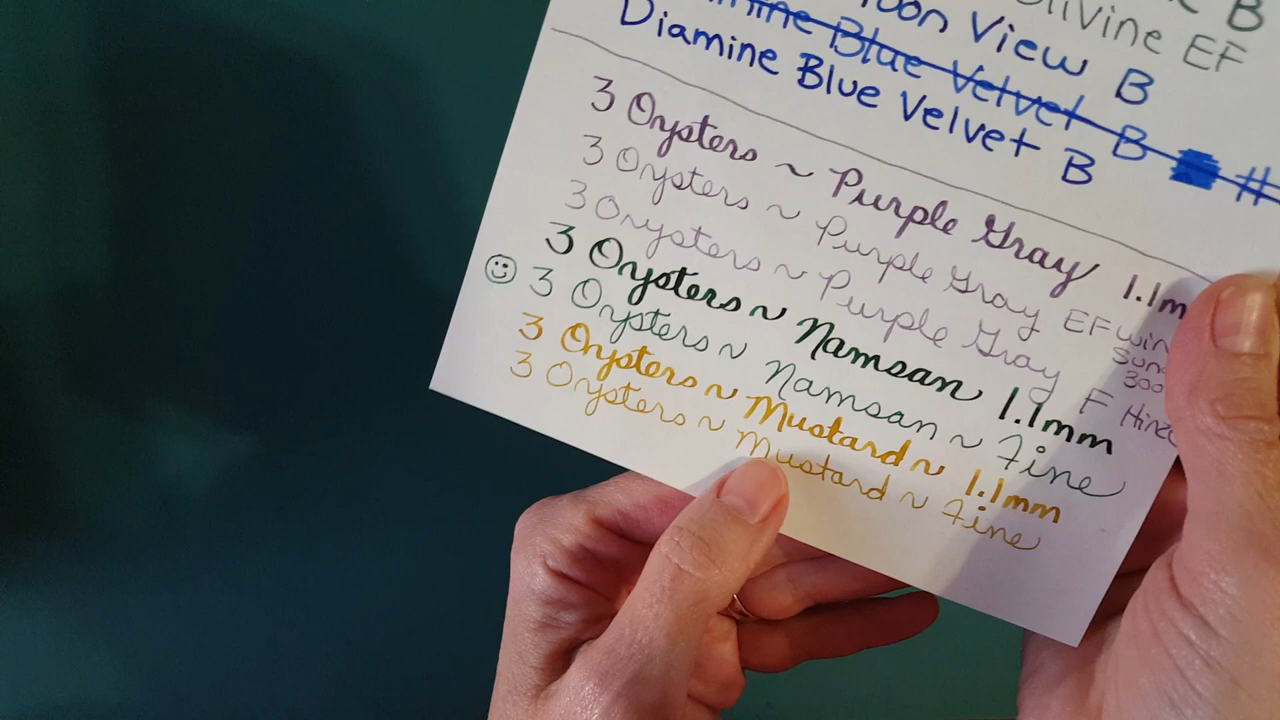 B
Olivine EF
Moon View B
Diamine Blue Velvet B #
Diamine Blue Velvet B
3 Oysters ~ Purple Gray 1.1m
3 Oysters ~ Purple Gray EF
3 Oysters ~ Purple Gray F
300
3 Oysters ~ Namsan 1.1mm
☺ 3 Oysters ~ Namsan ~ Fine
3 Oysters ~ Mustard ~ 1.1mm
3 Oysters ~ Mustard ~ Fine